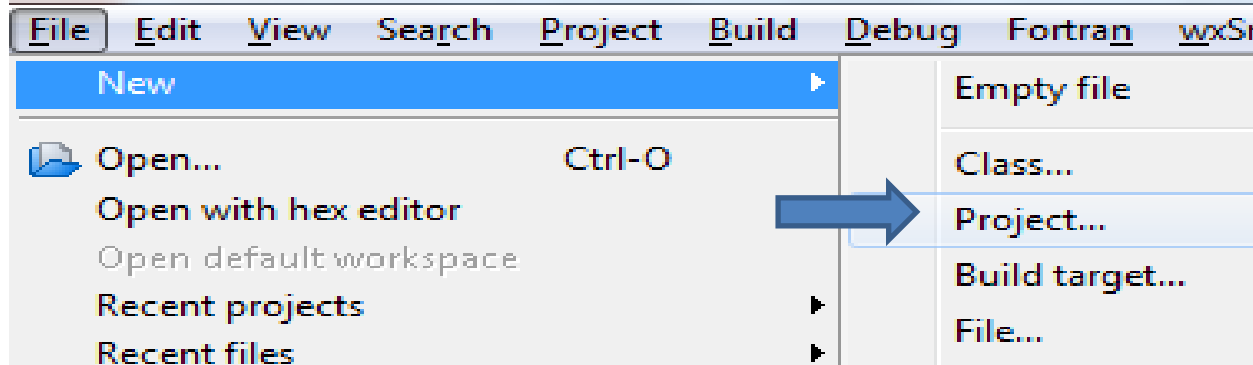 File Edit View Search Project Build Debug Fortran
New
Open... Ctrl-O
Open with hex editor
Open default workspace
Recent projects
Recent files
Empty file
Class...
Project...
Build target...
File...